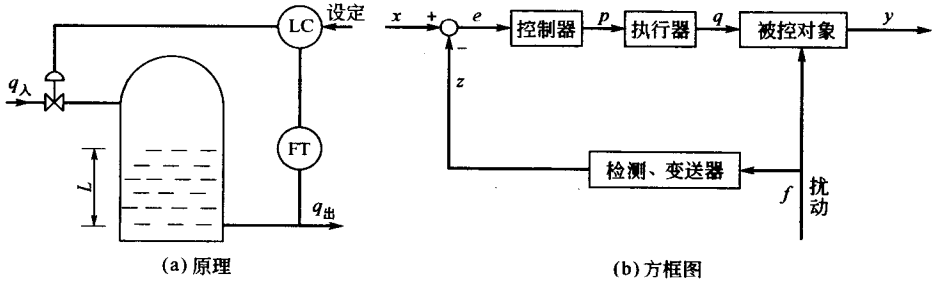 LC 设定
q入
FT
L
q出
(a) 原理
x + e 控制器 p 执行器 q 被控对象 y
−
z
检测、变送器
f 扰动
(b) 方框图